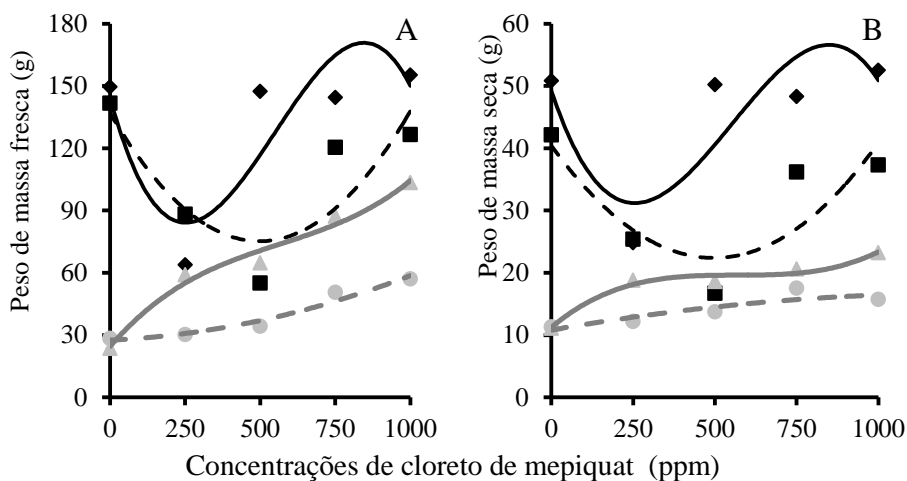 A
Peso de massa fresca (g)
180
150
120
90
60
30
0
0 250 500 750 1000
B
Peso de massa seca (g)
60
50
40
30
20
10
0
0 250 500 750 1000
Concentrações de cloreto de mepiquat (ppm)